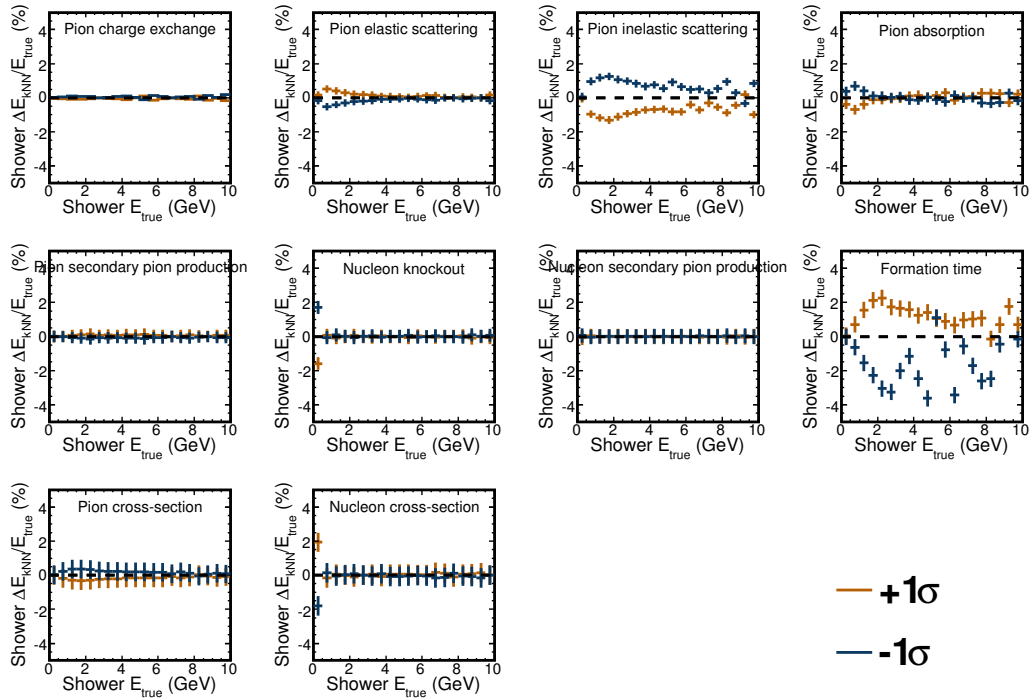 Pion charge exchange
Shower ΔE_kNN/E_true (%)
4
2
0
-2
-4
0 2 4 6 8 10
Shower E_true (GeV)
Pion elastic scattering
Shower ΔE_kNN/E_true (%)
4
2
0
-2
-4
0 2 4 6 8 10
Shower E_true (GeV)
Pion inelastic scattering
Shower ΔE_kNN/E_true (%)
4
2
0
-2
-4
0 2 4 6 8 10
Shower E_true (GeV)
Pion absorption
Shower ΔE_kNN/E_true (%)
4
2
0
-2
-4
0 2 4 6 8 10
Shower E_true (GeV)
Pion secondary pion production
Shower ΔE_kNN/E_true (%)
4
2
0
-2
-4
0 2 4 6 8 10
Shower E_true (GeV)
Nucleon knockout
Shower ΔE_kNN/E_true (%)
4
2
0
-2
-4
0 2 4 6 8 10
Shower E_true (GeV)
Nucleon secondary pion production
Shower ΔE_kNN/E_true (%)
4
2
0
-2
-4
0 2 4 6 8 10
Shower E_true (GeV)
Formation time
Shower ΔE_kNN/E_true (%)
4
2
0
-2
-4
0 2 4 6 8 10
Shower E_true (GeV)
Pion cross-section
Shower ΔE_kNN/E_true (%)
4
2
0
-2
-4
0 2 4 6 8 10
Shower E_true (GeV)
Nucleon cross-section
Shower ΔE_kNN/E_true (%)
4
2
0
-2
-4
0 2 4 6 8 10
Shower E_true (GeV)
+1σ
-1σ